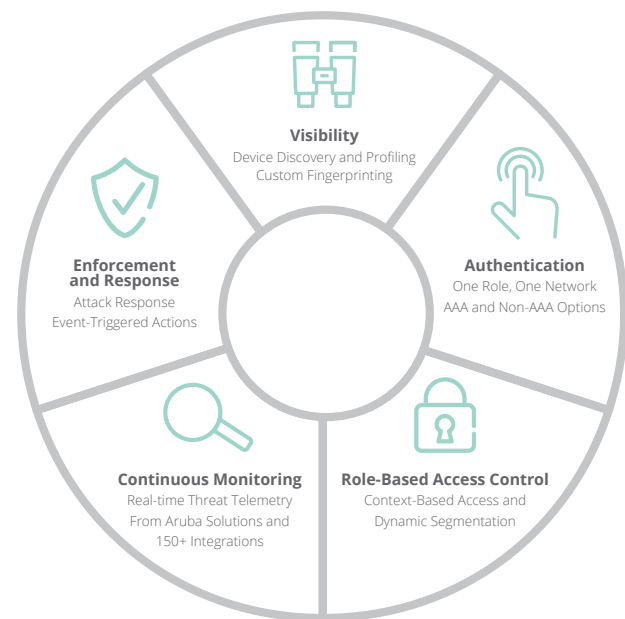 Visibility
Device Discovery and Profiling
Custom Fingerprinting
Authentication
One Role, One Network
AAA and Non-AAA Options
Role-Based Access Control
Context-Based Access and
Dynamic Segmentation
Continuous Monitoring
Real-time Threat Telemetry
From Aruba Solutions and
150+ Integrations
Enforcement
and Response
Attack Response
Event-Triggered Actions